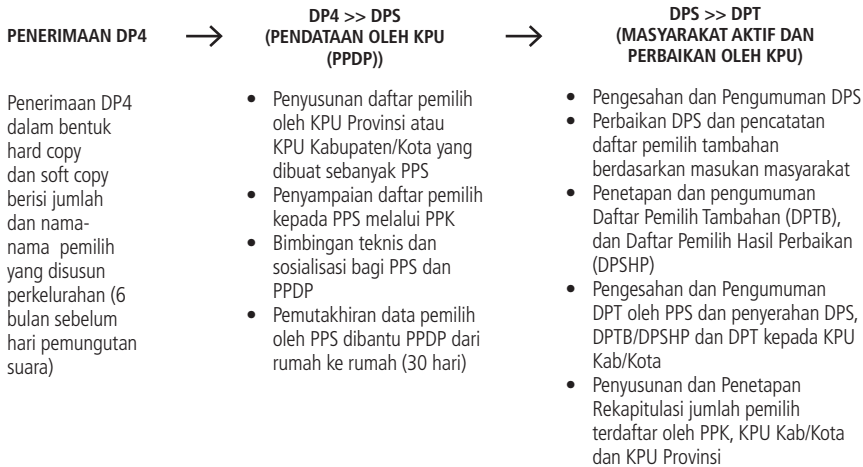 PENERIMAAN DP4
Penerimaan DP4
dalam bentuk
hard copy
dan soft copy
berisi jumlah
dan nama-
nama pemilih
yang disusun
perkelurahan (6
bulan sebelum
hari pemungutan
suara)
DP4 >> DPS
(PENDATAAN OLEH KPU
(PPDP))
• Penyusunan daftar pemilih
oleh KPU Provinsi atau
KPU Kabupaten/Kota yang
dibuat sebanyak PPS
• Penyampaian daftar pemilih
kepada PPS melalui PPK
• Bimbingan teknis dan
sosialisasi bagi PPS dan
PPDP
• Pemutakhiran data pemilih
oleh PPS dibantu PPDP dari
rumah ke rumah (30 hari)
DPS >> DPT
(MASYARAKAT AKTIF DAN
PERBAIKAN OLEH KPU)
• Pengesahan dan Pengumuman DPS
• Perbaikan DPS dan pencatatan
daftar pemilih tambahan
berdasarkan masukan masyarakat
• Penetapan dan pengumuman
Daftar Pemilih Tambahan (DPTB),
dan Daftar Pemilih Hasil Perbaikan
(DPSHP)
• Pengesahan dan Pengumuman
DPT oleh PPS dan penyerahan DPS,
DPTB/DPSHP dan DPT kepada KPU
Kab/Kota
• Penyusunan dan Penetapan
Rekapitulasi jumlah pemilih
terdaftar oleh PPK, KPU Kab/Kota
dan KPU Provinsi